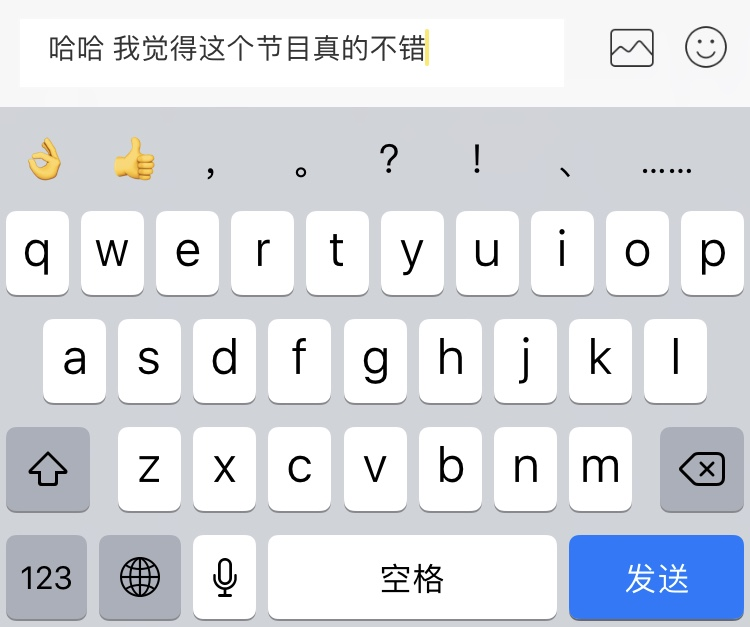 哈哈 我觉得这个节目真的不错
👌 👍 ， 。 ? ! 、 ……
q w e r t y u i o p
a s d f g h j k l
z x c v b n m
123 空格 发送